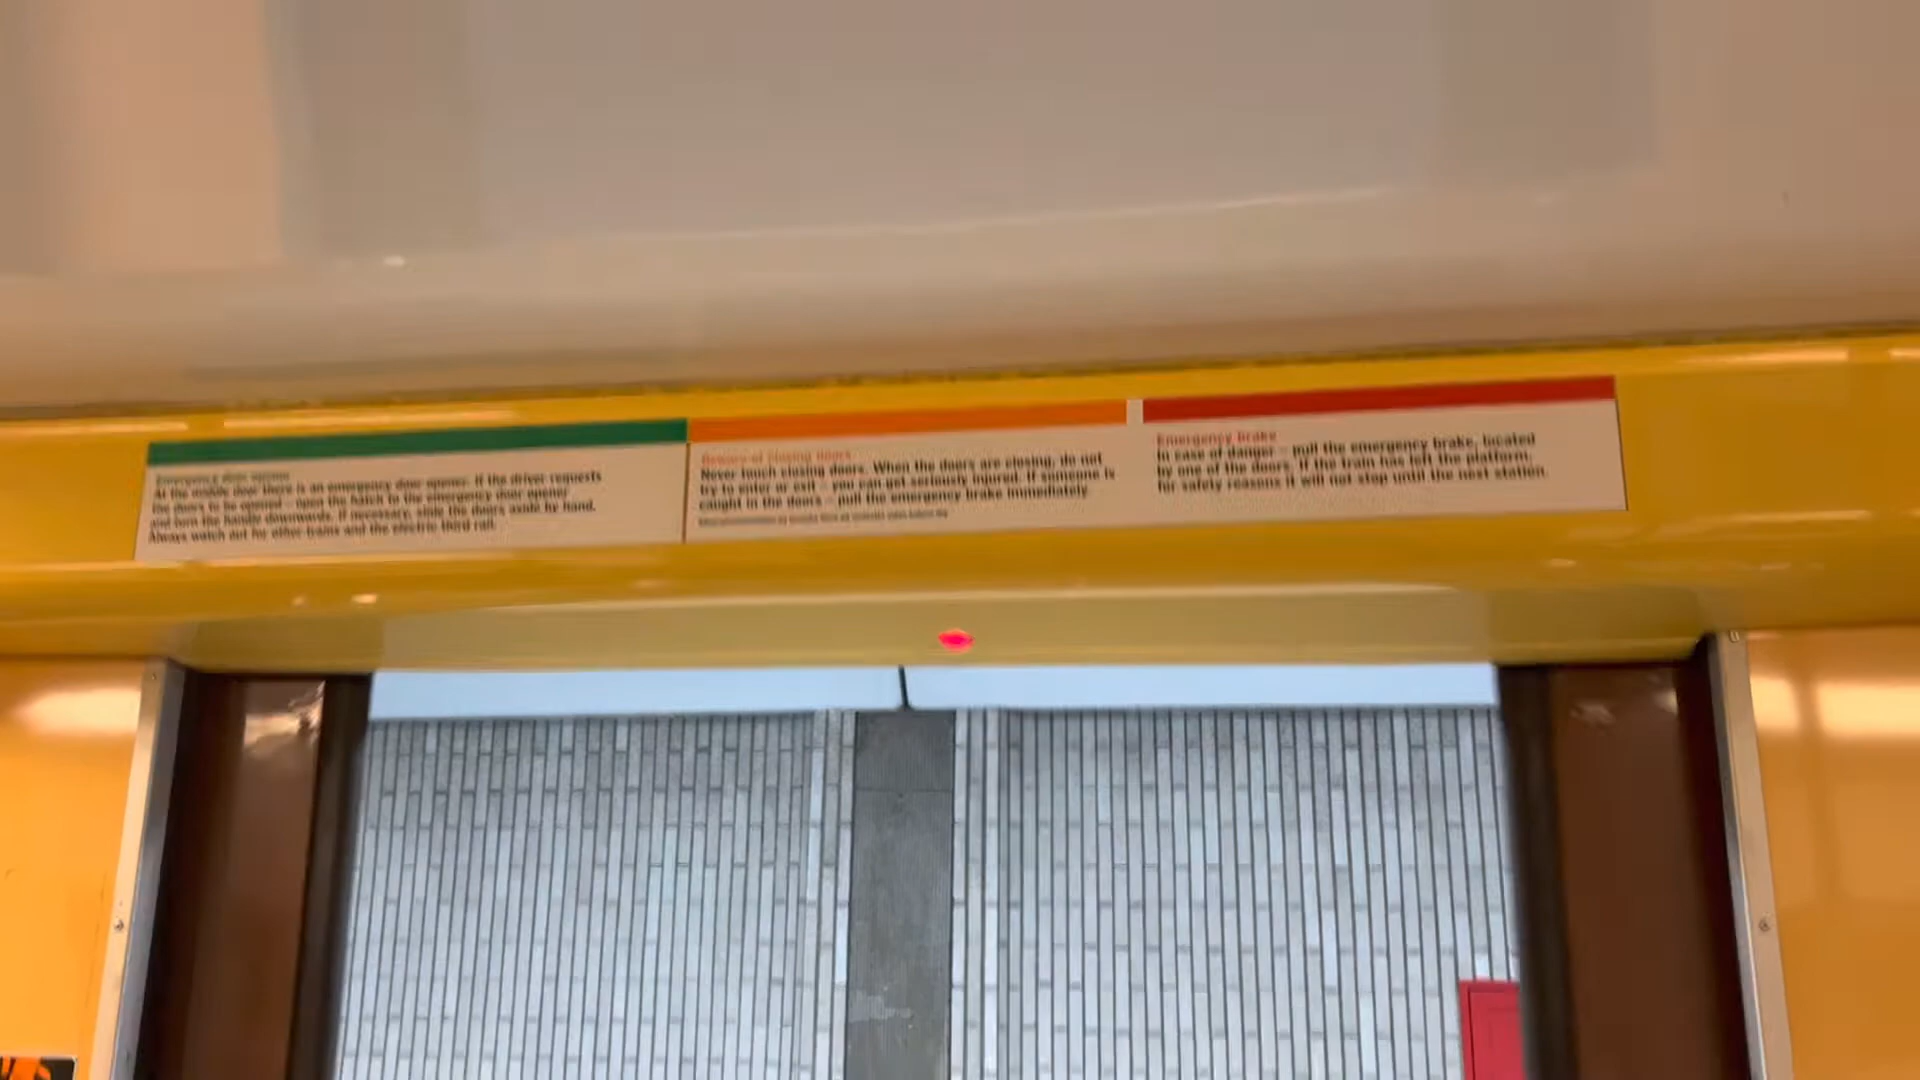 Emergency door opener
At the middle door there is an emergency door opener. If the driver requests
the doors to be opened – open the hatch to the emergency door opener
and turn the handle downwards. If necessary, slide the doors aside by hand.
Always watch out for other trains and the electric third rail.
Beware of closing doors
Never touch closing doors. When the doors are closing, do not
try to enter or exit – you can get seriously injured. If someone is
caught in the doors – pull the emergency brake immediately
Emergency brake
In case of danger – pull the emergency brake, located
by one of the doors. If the train has left the platform,
for safety reasons it will not stop until the next station.